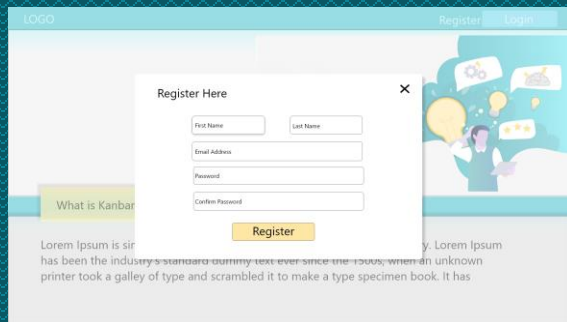 LOGO
Register Login
Register Here
First Name Last Name
Email Address
Password
Confirm Password
Register
What is Kanban
Lorem Ipsum is sin y. Lorem Ipsum
has been the industry's standard dummy text ever since the 1500s, when an unknown
printer took a galley of type and scrambled it to make a type specimen book. It has